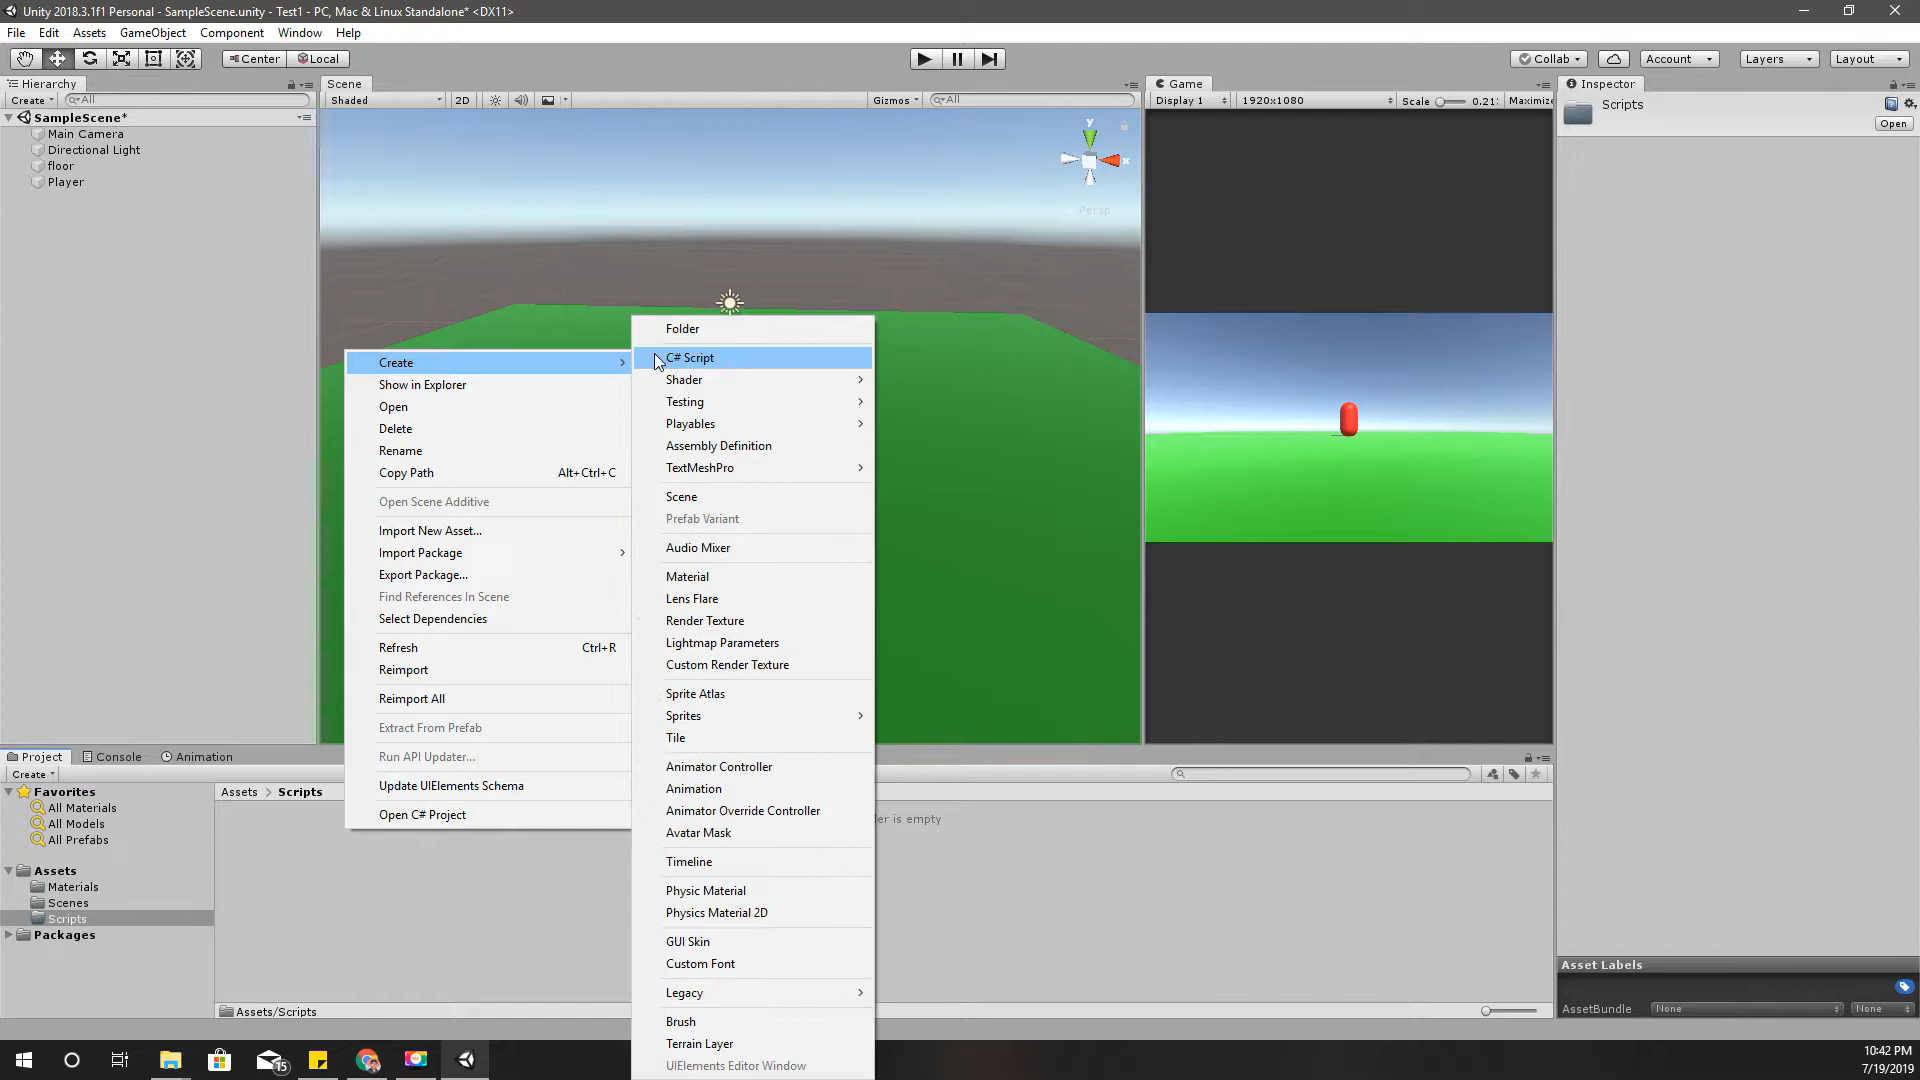 Unity 2018.3.1f1 Personal - SampleScene.unity - Test1 - PC, Mac & Linux Standalone* <DX11>
File Edit Assets GameObject Component Window Help
Center Local Collab Account Layers Layout
Hierarchy
Create All
SampleScene*
Main Camera
Directional Light
floor
Player
Scene
Shaded 2D Gizmos All
y
x
Persp
Game
Display 1 1920x1080 Scale 0.21: Maximize
Inspector
Scripts
Open
Create
Show in Explorer
Open
Delete
Rename
Copy Path Alt+Ctrl+C
Open Scene Additive
Import New Asset...
Import Package
Export Package...
Find References In Scene
Select Dependencies
Refresh Ctrl+R
Reimport
Reimport All
Extract From Prefab
Run API Updater...
Update UIElements Schema
Open C# Project
Folder
C# Script
Shader
Testing
Playables
Assembly Definition
TextMeshPro
Scene
Prefab Variant
Audio Mixer
Material
Lens Flare
Render Texture
Lightmap Parameters
Custom Render Texture
Sprite Atlas
Sprites
Tile
Animator Controller
Animation
Animator Override Controller
Avatar Mask
Timeline
Physic Material
Physics Material 2D
GUI Skin
Custom Font
Legacy
Brush
Terrain Layer
UIElements Editor Window
Project Console Animation
Create
Favorites
All Materials
All Models
All Prefabs
Assets
Materials
Scenes
Scripts
Packages
Assets > Scripts
er is empty
Assets/Scripts
Asset Labels
AssetBundle None None
15
10:42 PM
7/19/2019